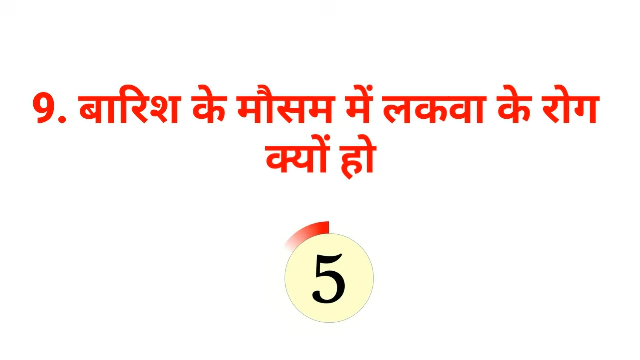 9. बारिश के मौसम में लकवा के रोग
क्यों हो
5